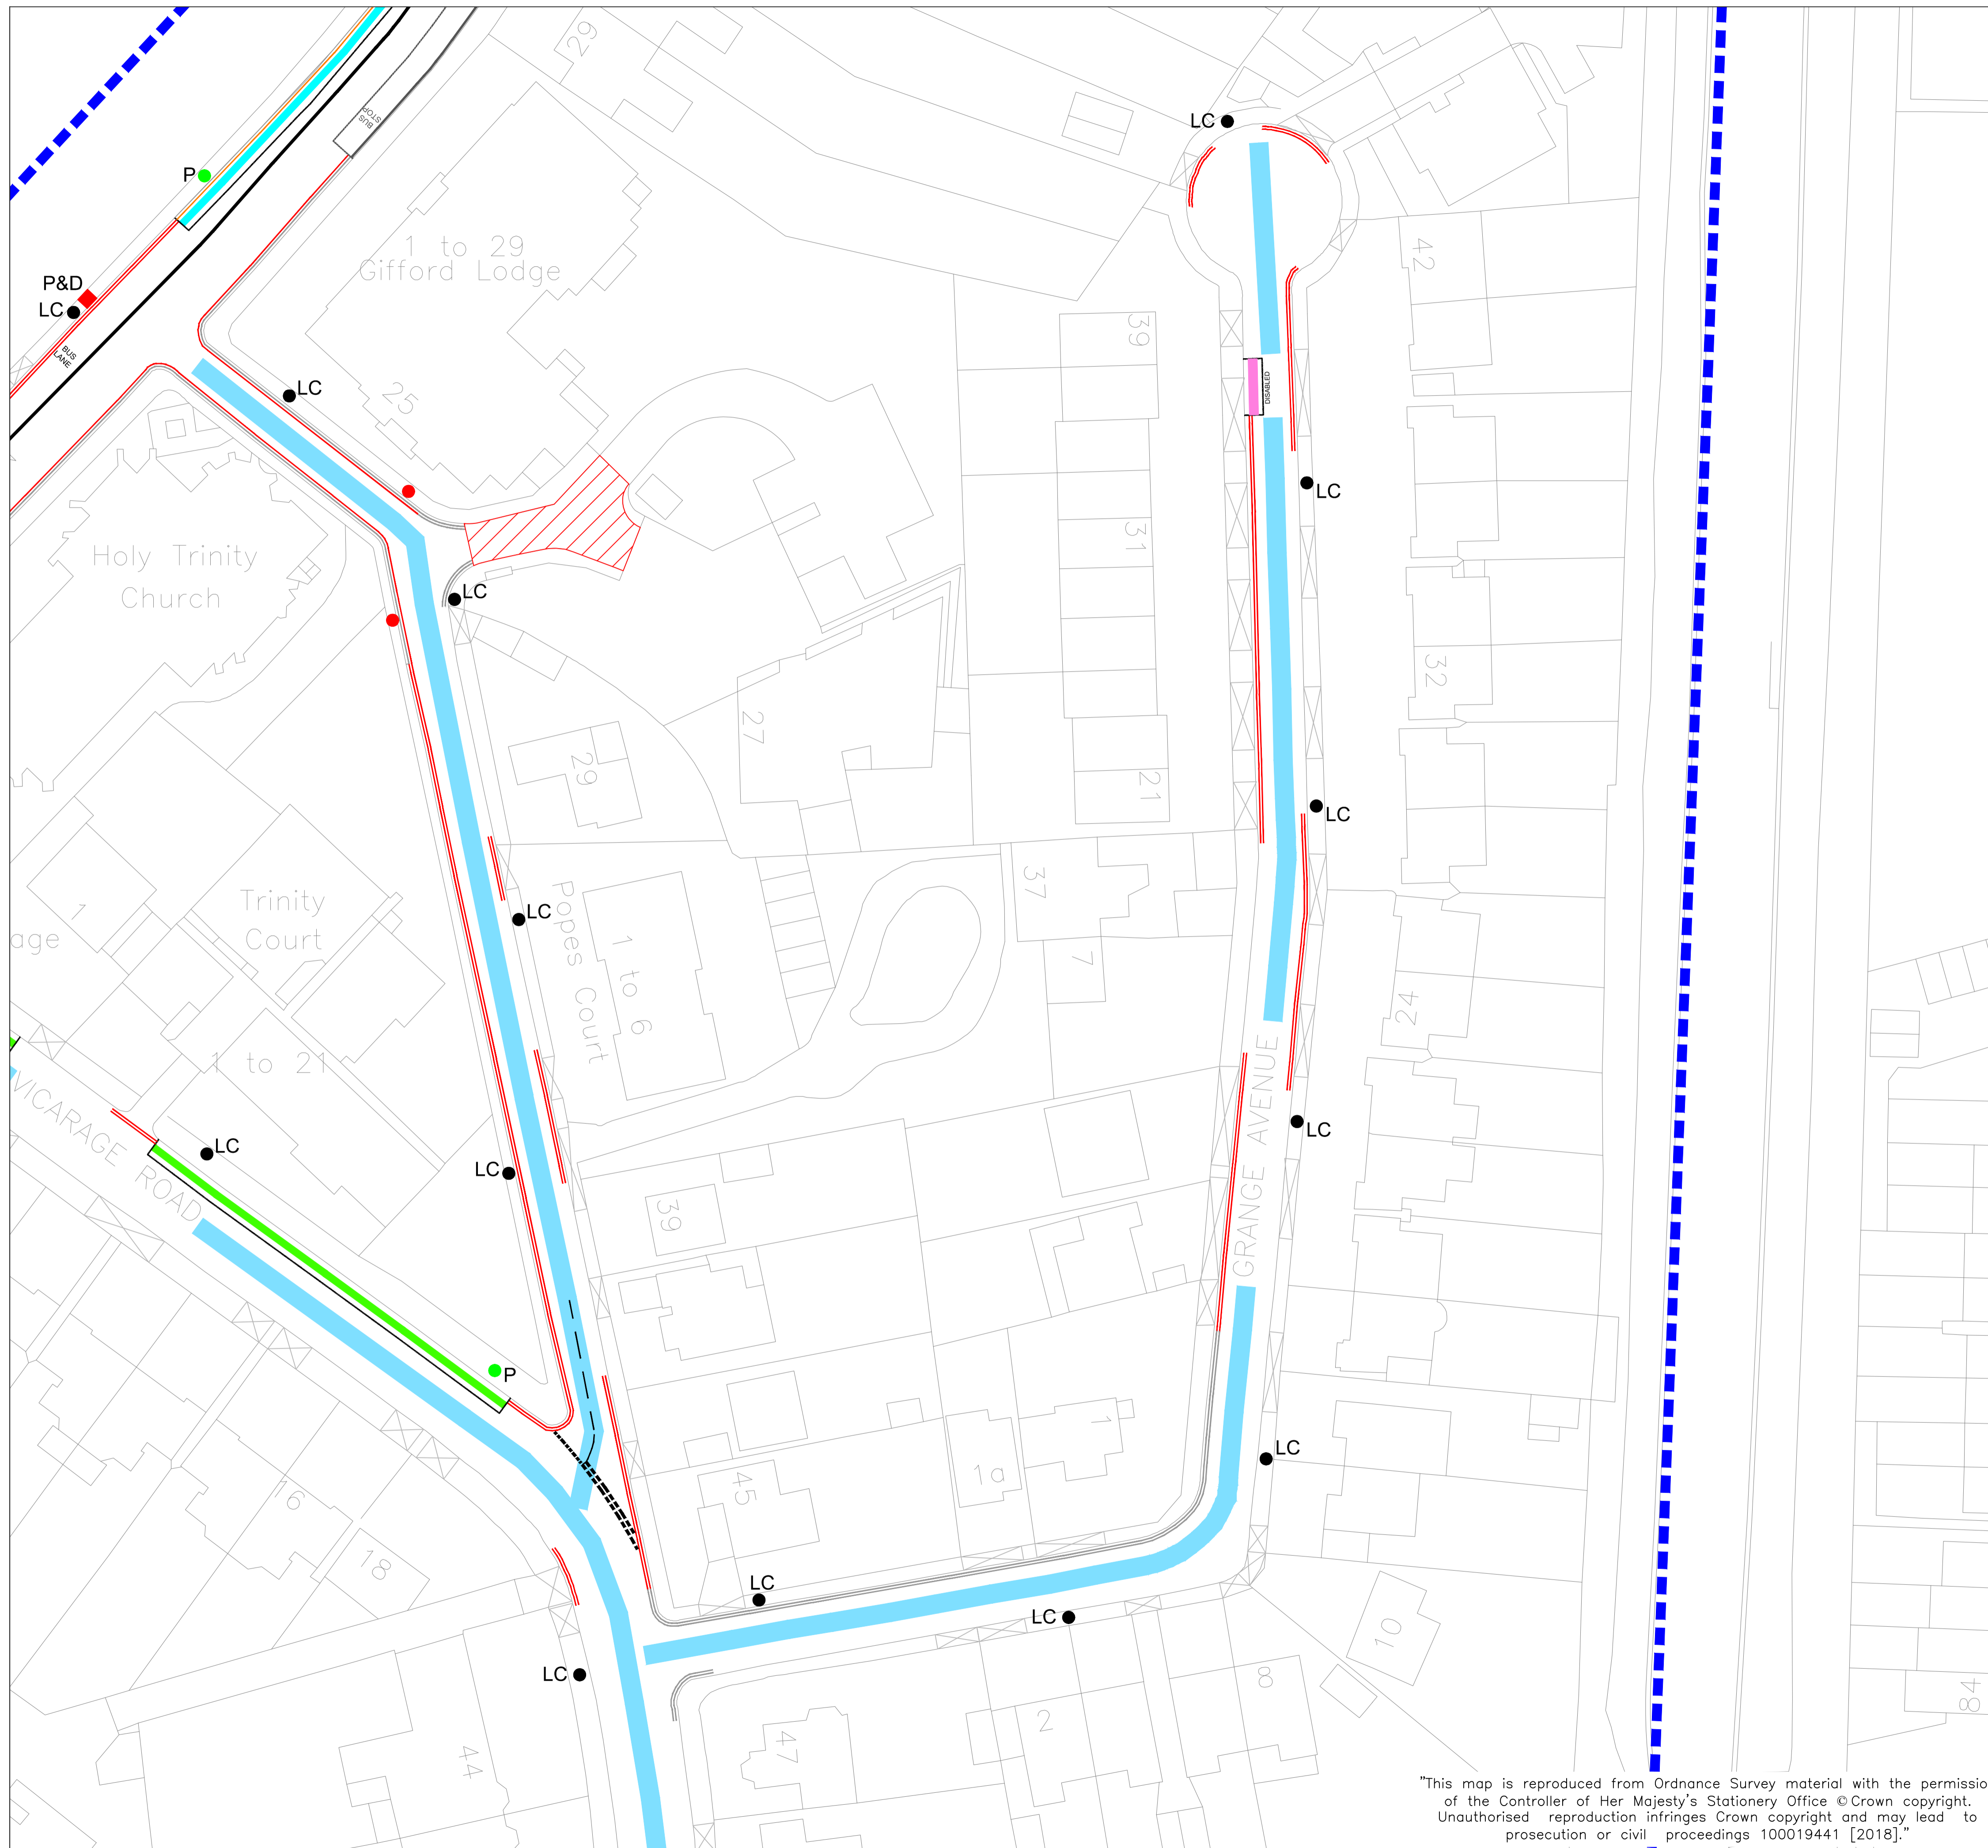 29
BUS
STOP
LC
P
1 to 29
Gifford Lodge
42
P&D
LC
39
BUS
LANE
DISABLED
LC
25
LC
31
Holy Trinity
Church
LC
32
27
29
21
LC
Popes Court
37
1
Trinity
Court
LC
age
1 to 6
7
24
1 to 21
GRANGE AVENUE
VICARAGE ROAD
LC
LC
LC
39
P
1
LC
1a
45
16
18
LC
LC
10
LC
8
84
2
47
44
"This map is reproduced from Ordnance Survey material with the permissio
of the Controller of Her Majesty's Stationery Office © Crown copyright.
Unauthorised reproduction infringes Crown copyright and may lead to
prosecution or civil proceedings 100019441 [2018]."